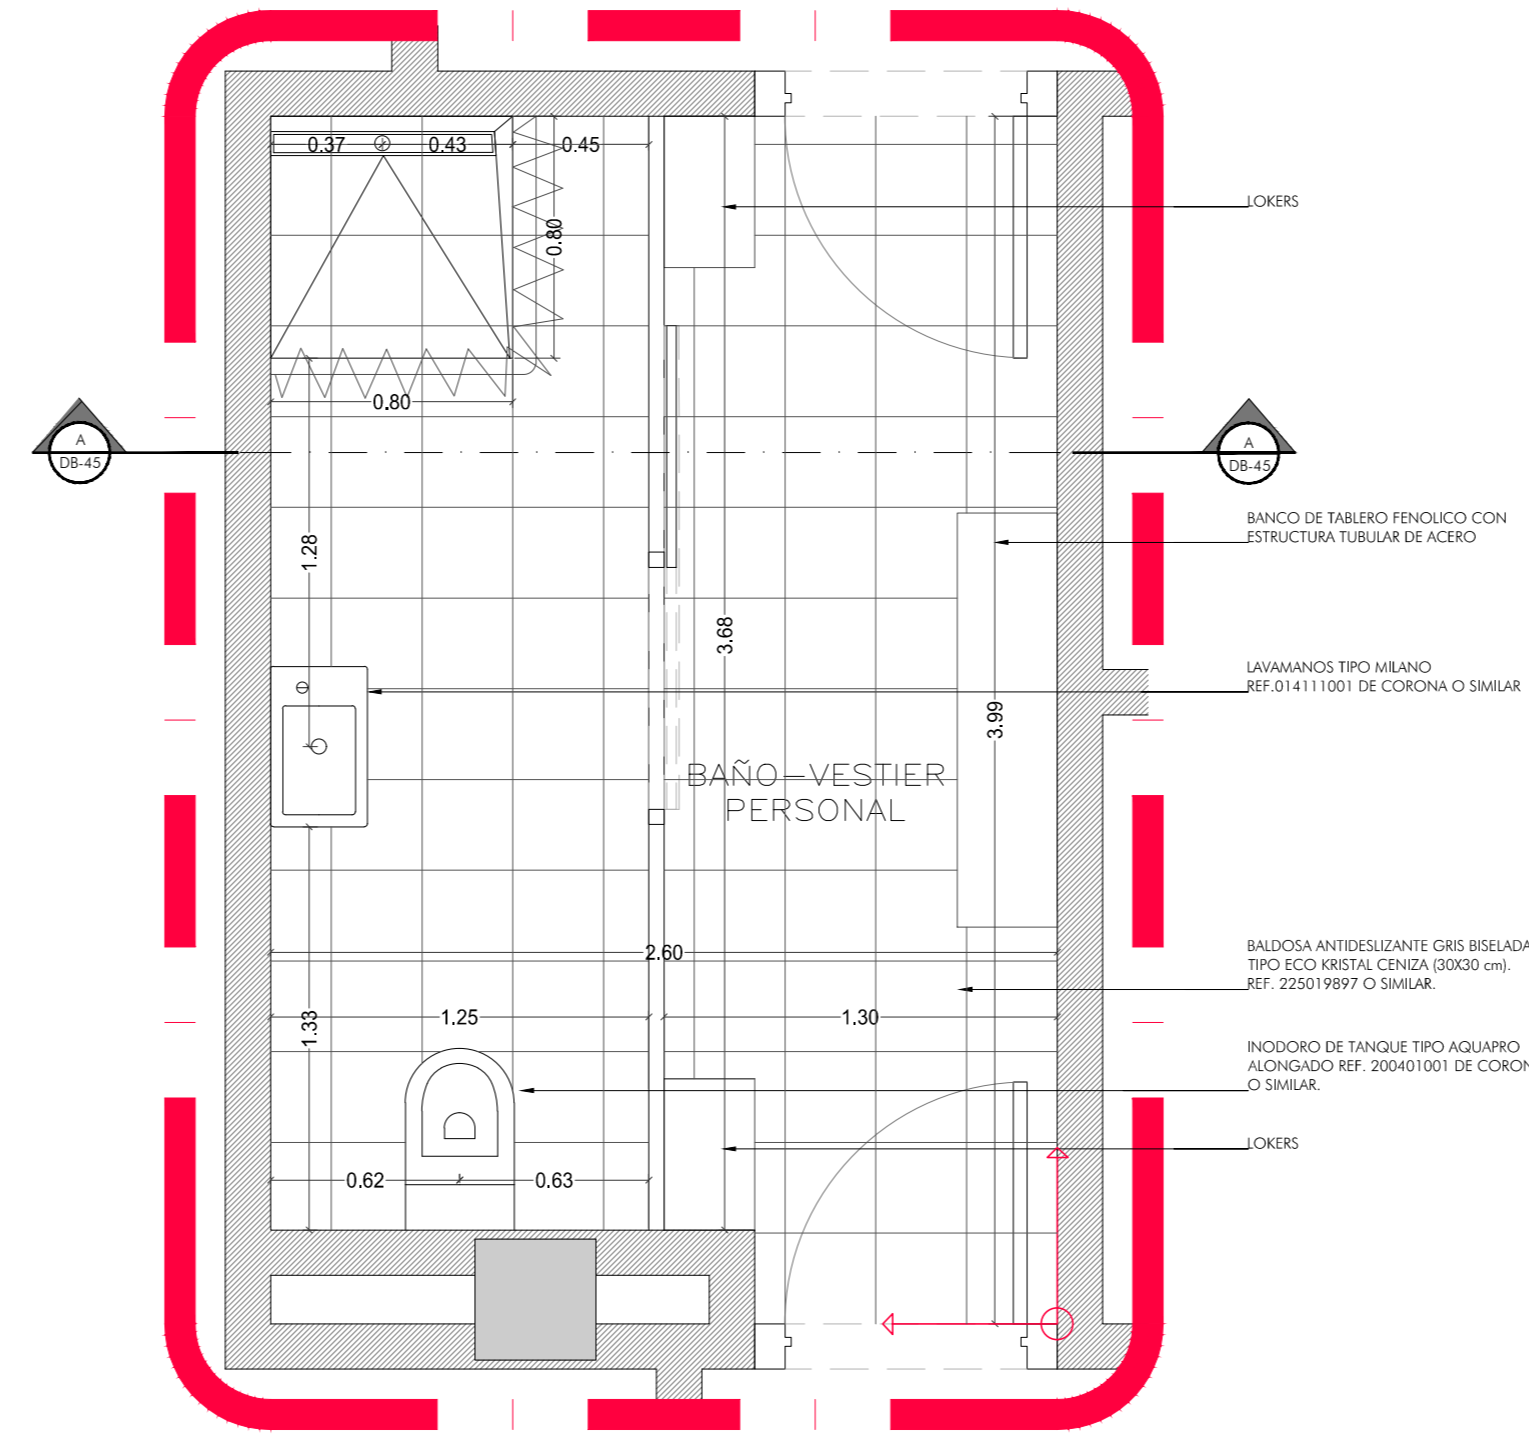 0.37
0.43
0.45
0.80
0.80
LOKERS
A
DB-45
A
DB-45
BANCO DE TABLERO FENOLICO CON
ESTRUCTURA TUBULAR DE ACERO
1.28
3.68
LAVAMANOS TIPO MILANO
REF.014111001 DE CORONA O SIMILAR
3.99
BAÑO-VESTIER
PERSONAL
2.60
BALDOSA ANTIDESLIZANTE GRIS BISELADA
TIPO ECO KRISTAL CENIZA (30X30 cm).
REF. 225019897 O SIMILAR.
1.25
1.30
1.33
INODORO DE TANQUE TIPO AQUAPRO
ALONGADO REF. 200401001 DE CORON
O SIMILAR.
LOKERS
0.62
0.63